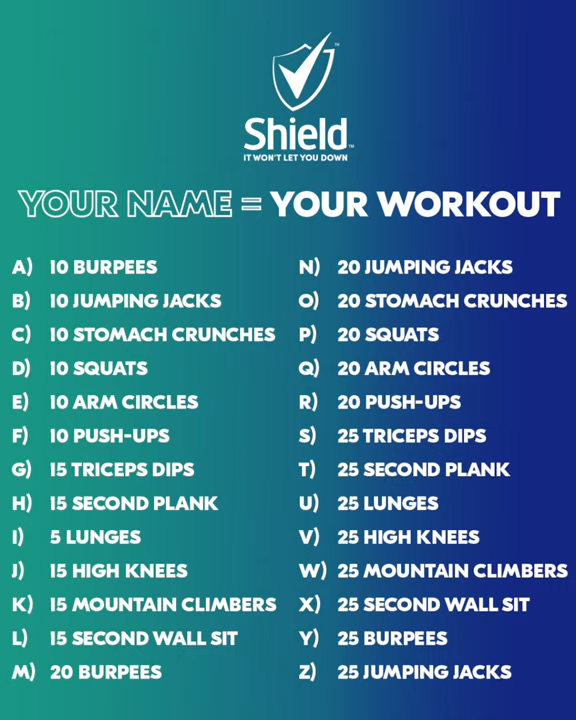 Shield™
IT WON'T LET YOU DOWN
YOUR NAME = YOUR WORKOUT
A) 10 BURPEES
B) 10 JUMPING JACKS
C) 10 STOMACH CRUNCHES
D) 10 SQUATS
E) 10 ARM CIRCLES
F) 10 PUSH-UPS
G) 15 TRICEPS DIPS
H) 15 SECOND PLANK
I) 5 LUNGES
J) 15 HIGH KNEES
K) 15 MOUNTAIN CLIMBERS
L) 15 SECOND WALL SIT
M) 20 BURPEES
N) 20 JUMPING JACKS
O) 20 STOMACH CRUNCHES
P) 20 SQUATS
Q) 20 ARM CIRCLES
R) 20 PUSH-UPS
S) 25 TRICEPS DIPS
T) 25 SECOND PLANK
U) 25 LUNGES
V) 25 HIGH KNEES
W) 25 MOUNTAIN CLIMBERS
X) 25 SECOND WALL SIT
Y) 25 BURPEES
Z) 25 JUMPING JACKS